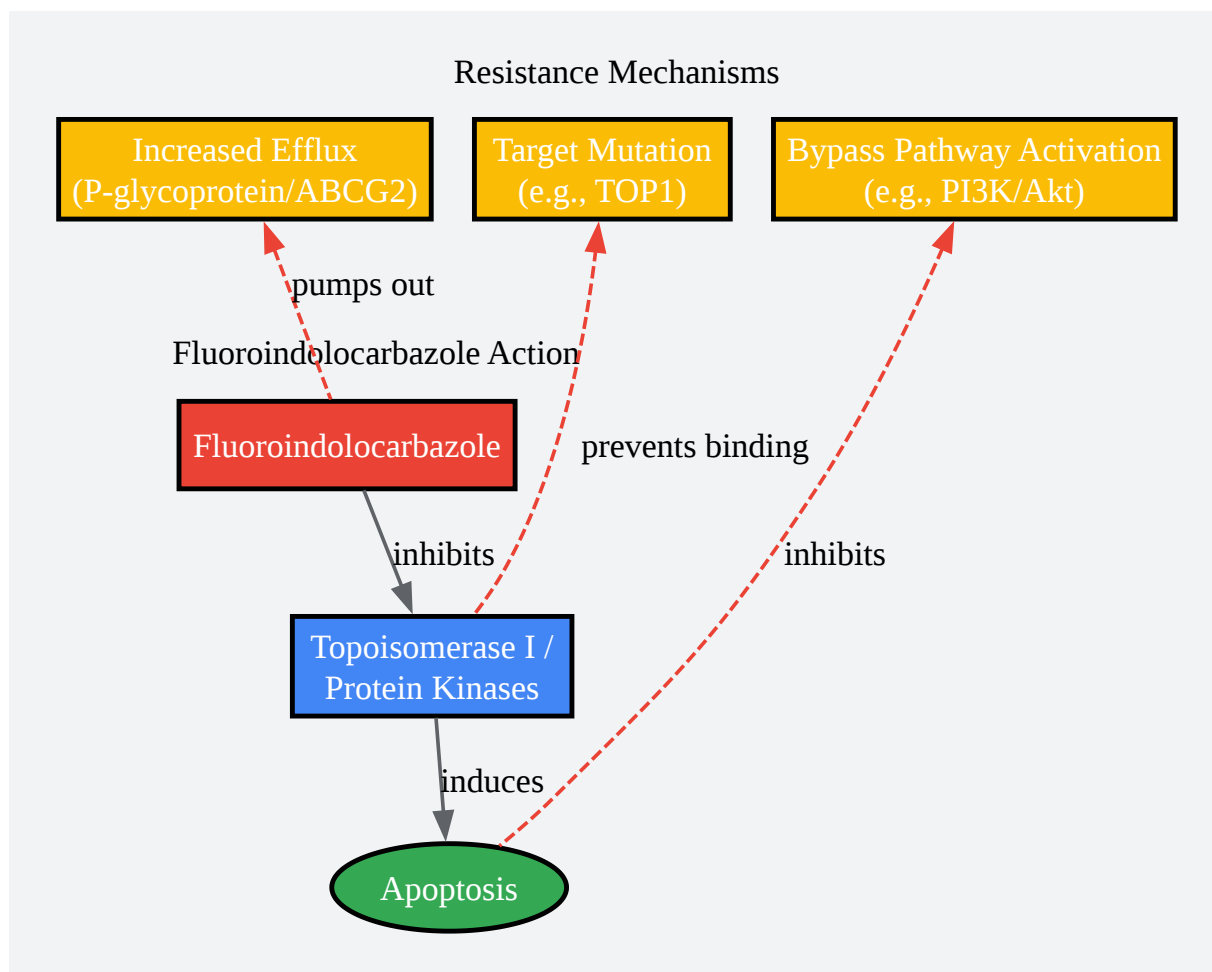 Resistance Mechanisms
Increased Efflux
(P-glycoprotein/ABCG2)
Target Mutation
(e.g., TOP1)
Bypass Pathway Activation
(e.g., PI3K/Akt)
pumps out
Fluoroindolocarbazole Action
Fluoroindolocarbazole
prevents binding
inhibits
inhibits
Topoisomerase I /
Protein Kinases
induces
Apoptosis